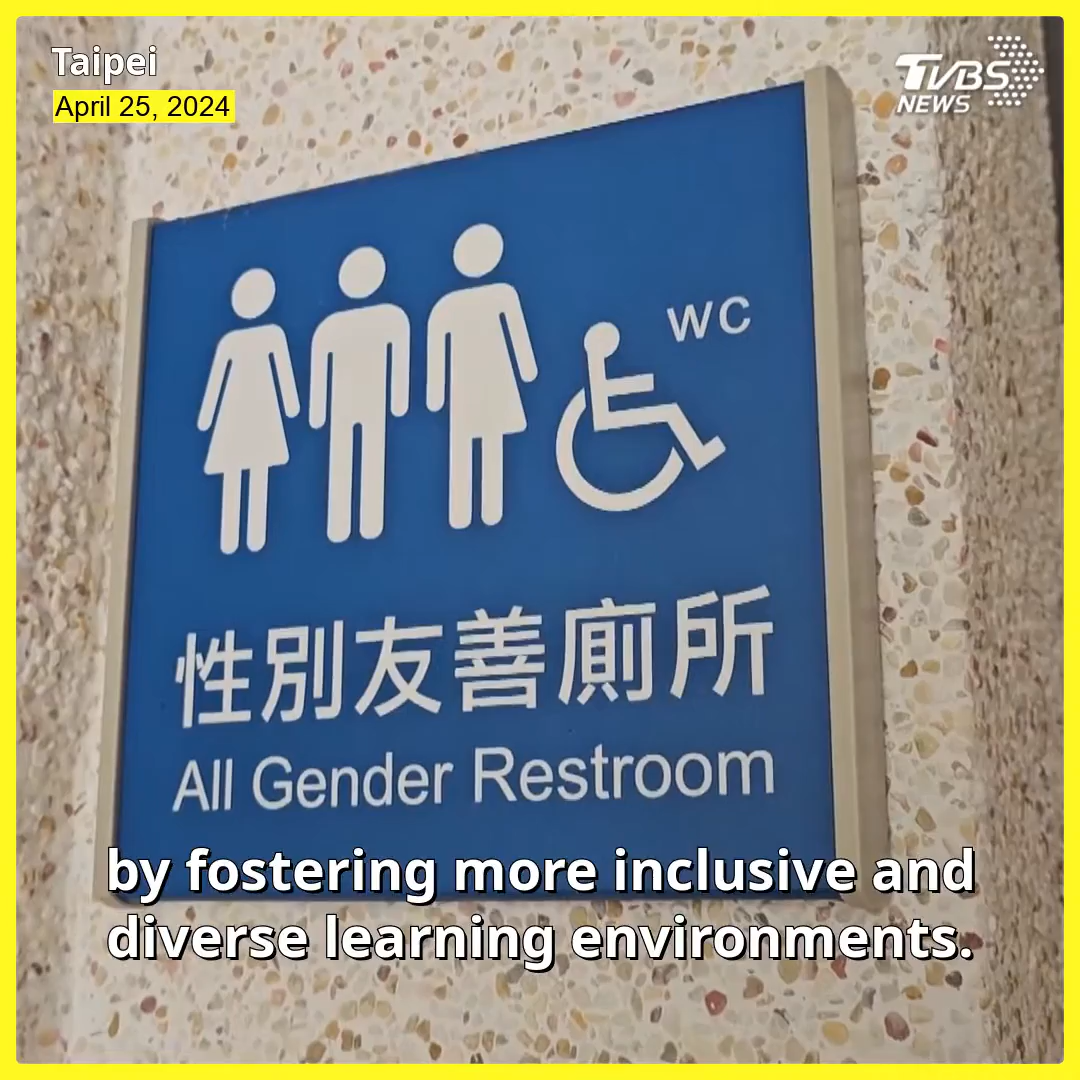 Taipei
April 25, 2024
TVBS
NEWS
WC
性別友善廁所
All Gender Restroom
by fostering more inclusive and
diverse learning environments.